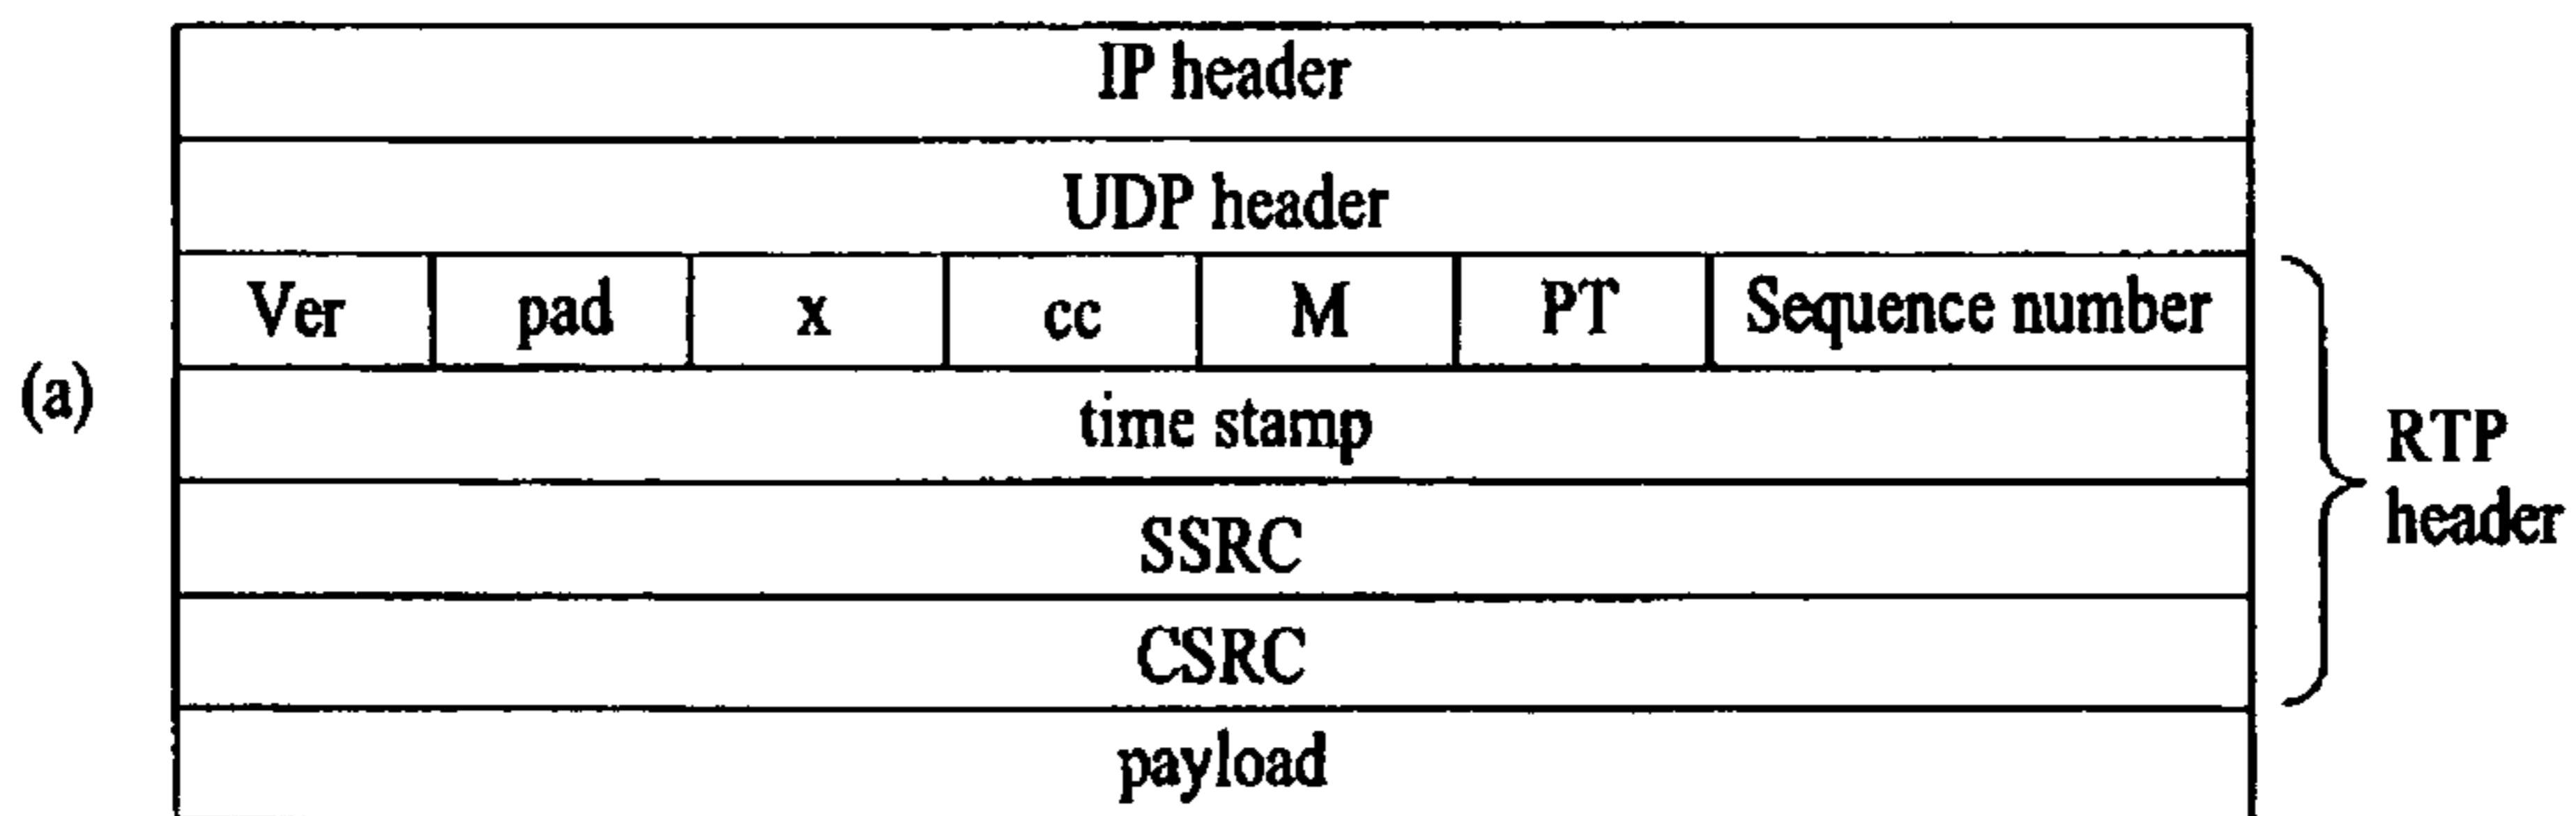 IP header
UDP header
Ver pad x cc M PT Sequence number
(a)
time stamp
RTP
header
SSRC
CSRC
payload